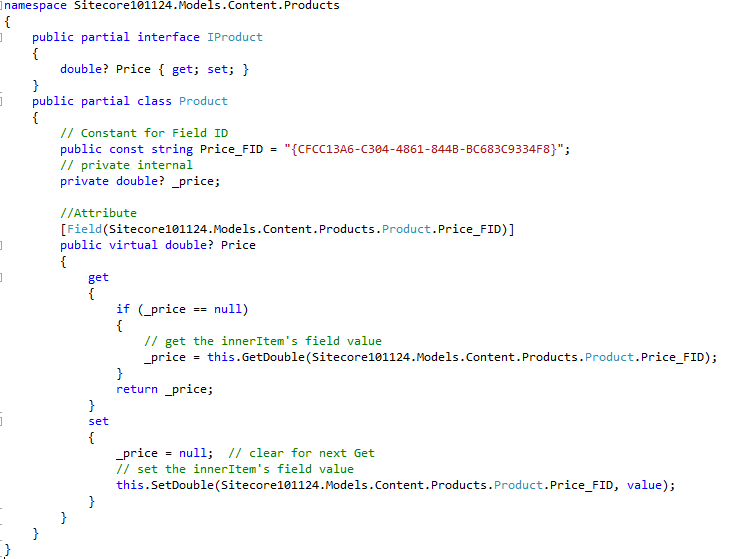 namespace Sitecore101124.Models.Content.Products
{
    public partial interface IProduct
    {
        double? Price { get; set; }
    }
    public partial class Product
    {
        // Constant for Field ID
        public const string Price_FID = "{CFCC13A6-C304-4861-844B-BC683C9334F8}";
        // private internal
        private double? _price;

        //Attribute
        [Field(Sitecore101124.Models.Content.Products.Product.Price_FID)]
        public virtual double? Price
        {
            get
            {
                if (_price == null)
                {
                    // get the innerItem's field value
                    _price = this.GetDouble(Sitecore101124.Models.Content.Products.Product.Price_FID);
                }
                return _price;
            }
            set
            {
                _price = null;  // clear for next Get
                // set the innerItem's field value
                this.SetDouble(Sitecore101124.Models.Content.Products.Product.Price_FID, value);
            }
        }
    }
}